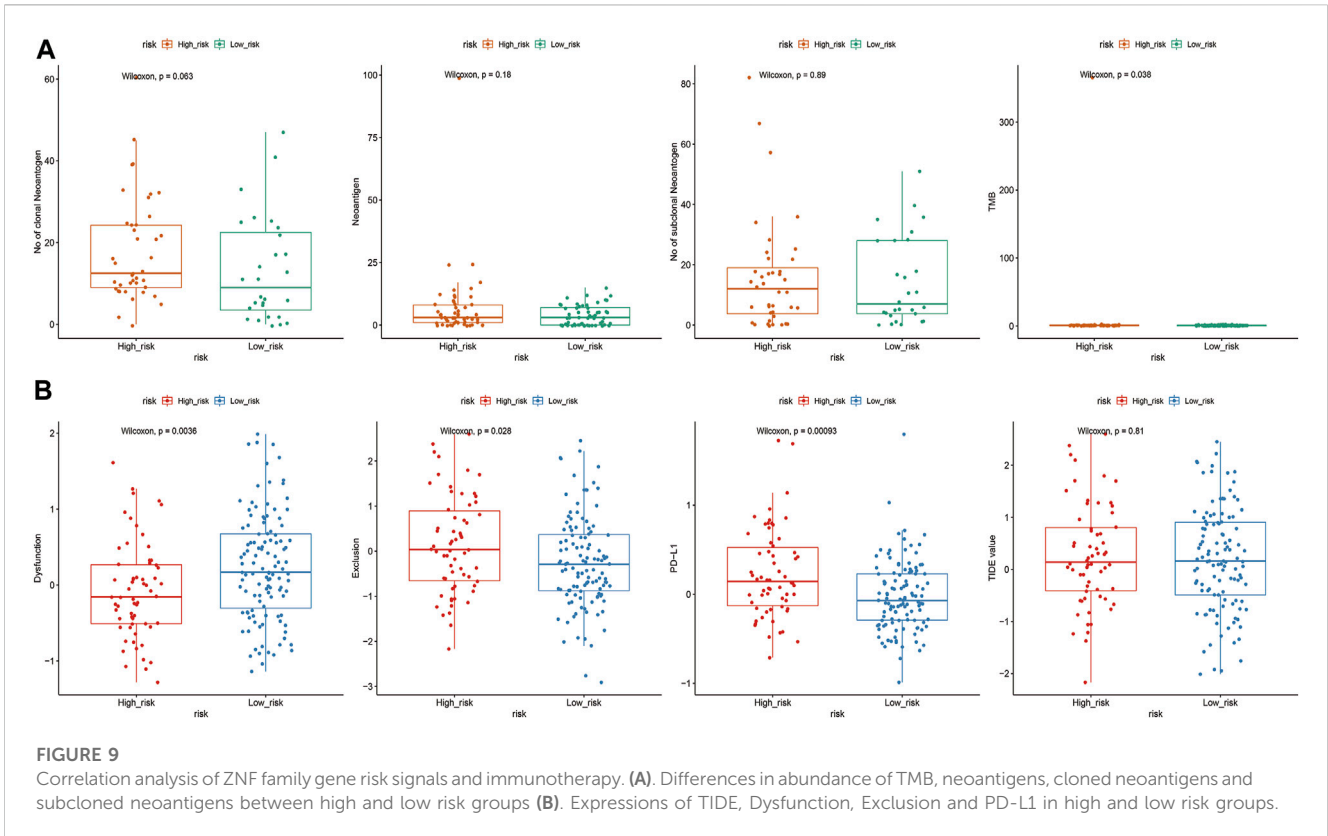 A
risk High_risk Low_risk
Wilcoxon, p = 0.063
No of clonal Neoantogen
60
40
20
0
High_risk Low_risk
risk
risk High_risk Low_risk
Wilcoxon, p = 0.18
Neoantigen
100
75
50
25
0
High_risk Low_risk
risk
risk High_risk Low_risk
Wilcoxon, p = 0.89
No of subclonal Neoantogen
80
60
40
20
0
High_risk Low_risk
risk
risk High_risk Low_risk
Wilcoxon, p = 0.038
TMB
300
200
100
0
High_risk Low_risk
risk
B
risk High_risk Low_risk
Wilcoxon, p = 0.0036
Dysfunction
2
1
0
−1
High_risk Low_risk
risk
risk High_risk Low_risk
Wilcoxon, p = 0.028
Exclusion
2
1
0
−1
−2
−3
High_risk Low_risk
risk
risk High_risk Low_risk
Wilcoxon, p = 0.00093
PD−L1
1
0
−1
High_risk Low_risk
risk
risk High_risk Low_risk
Wilcoxon, p = 0.81
TIDE value
2
1
0
−1
−2
High_risk Low_risk
risk
FIGURE 9
Correlation analysis of ZNF family gene risk signals and immunotherapy. (A). Differences in abundance of TMB, neoantigens, cloned neoantigens and
subcloned neoantigens between high and low risk groups (B). Expressions of TIDE, Dysfunction, Exclusion and PD-L1 in high and low risk groups.